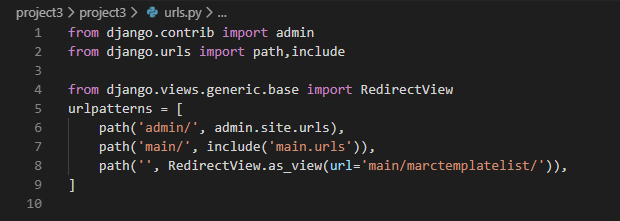 project3 > project3 > urls.py > ...
1 from django.contrib import admin
2 from django.urls import path,include
3
4 from django.views.generic.base import RedirectView
5 urlpatterns = [
6     path('admin/', admin.site.urls),
7     path('main/', include('main.urls')),
8     path('', RedirectView.as_view(url='main/marctemplatelist/')),
9 ]
10